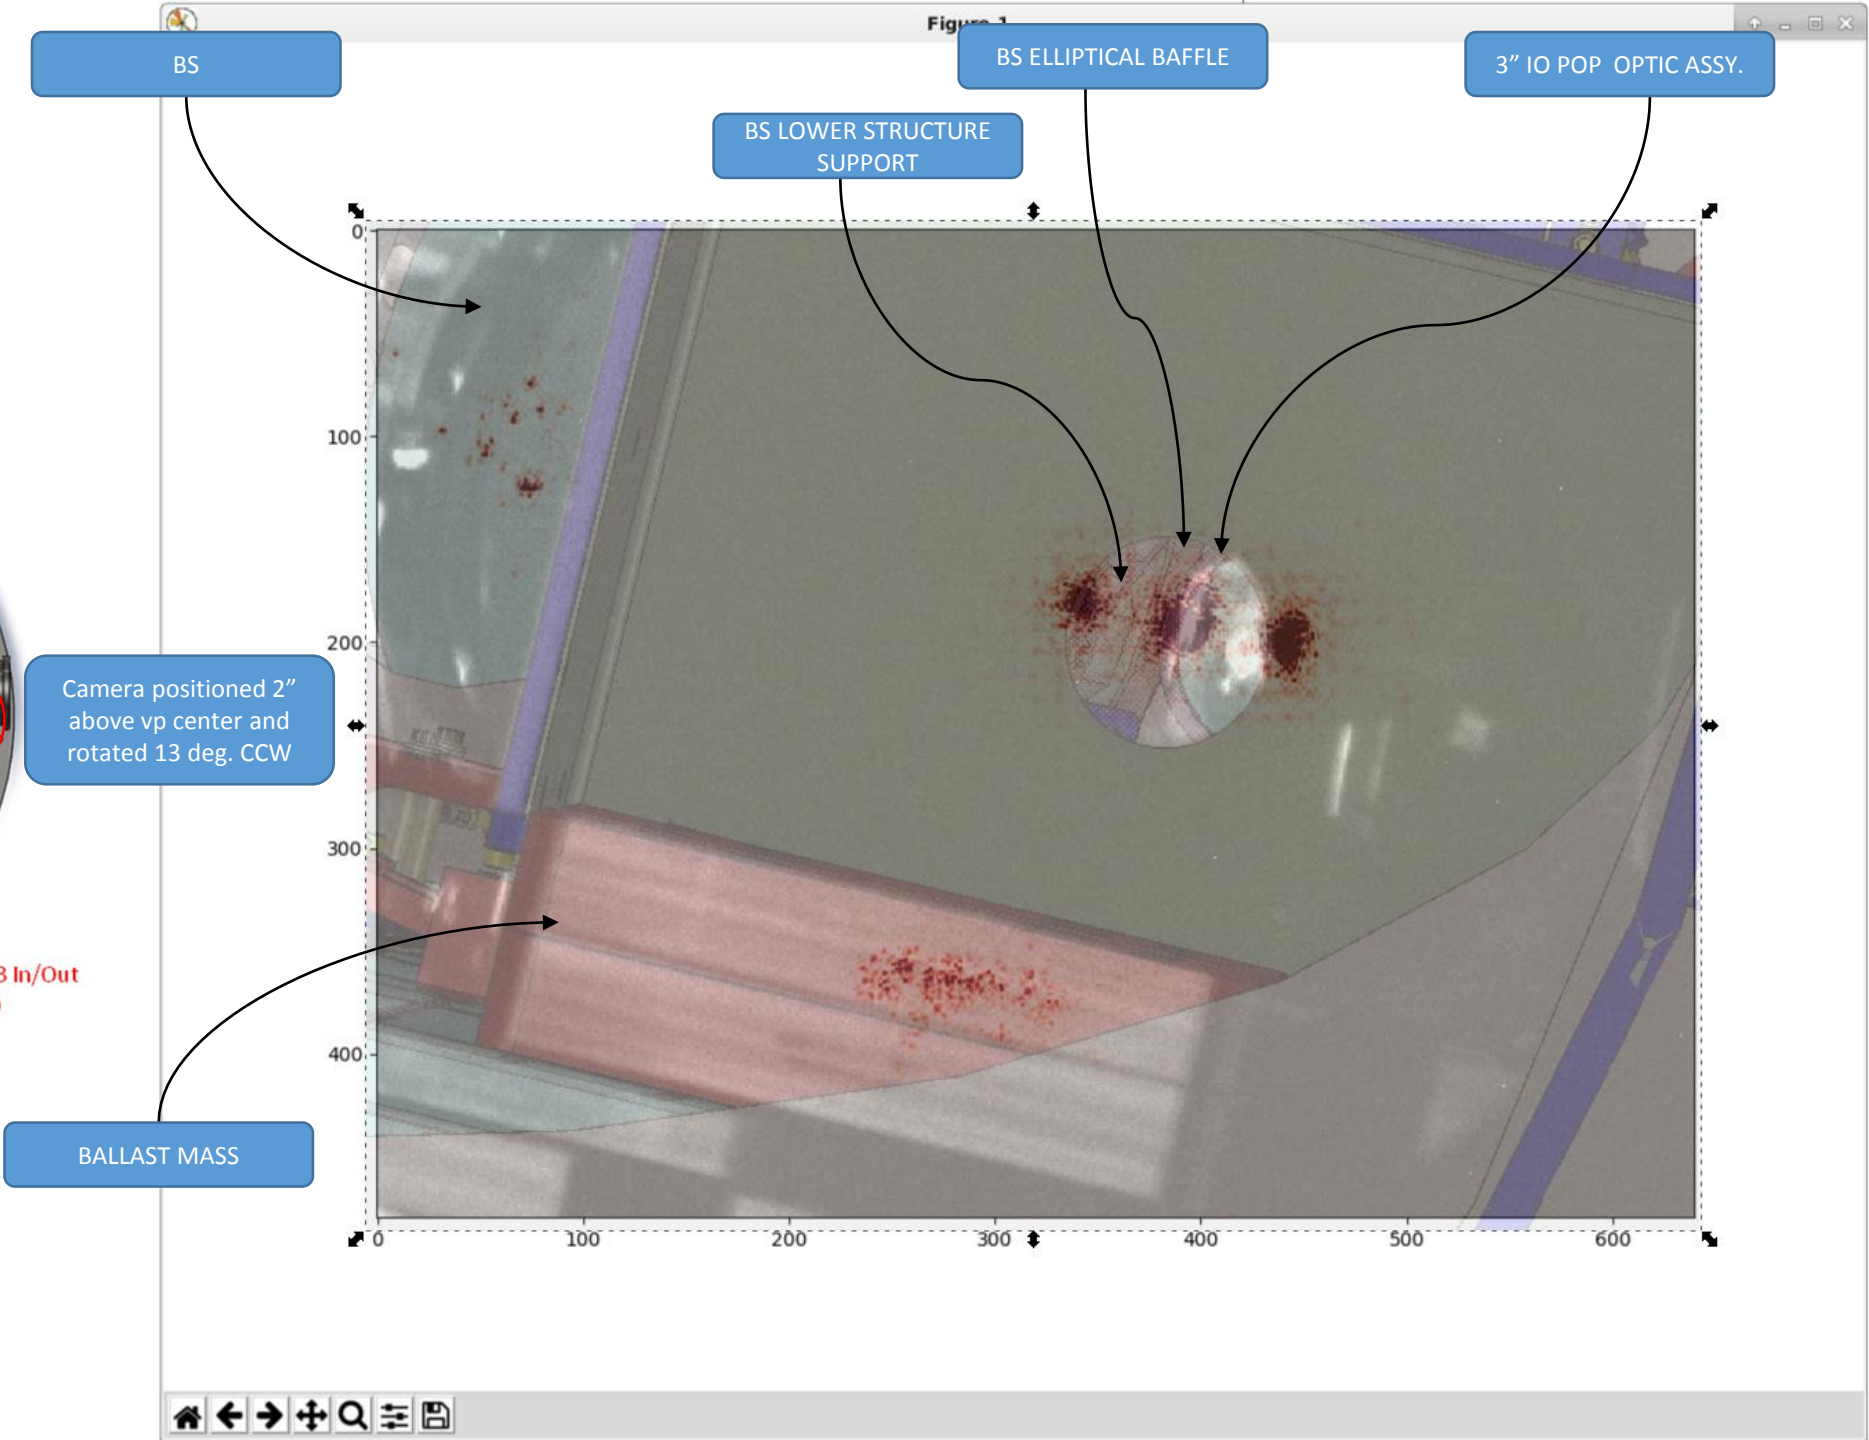 Figure 1
BS
BS ELLIPTICAL BAFFLE
3” IO POP OPTIC ASSY.
BS LOWER STRUCTURE
SUPPORT
0
100
200
300
400
Camera positioned 2”
above vp center and
rotated 13 deg. CCW
In/Out
BALLAST MASS
0
100
200
300
400
500
600